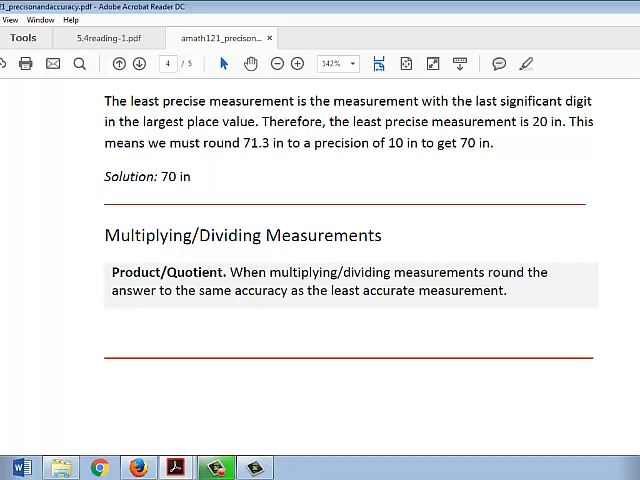 21_precisonandaccuracy.pdf - Adobe Acrobat Reader DC
View Window Help
Tools 5.4reading-1.pdf amath121_precison... ×
4 / 5 142%
The least precise measurement is the measurement with the last significant digit
in the largest place value. Therefore, the least precise measurement is 20 in. This
means we must round 71.3 in to a precision of 10 in to get 70 in.
Solution: 70 in
Multiplying/Dividing Measurements
Product/Quotient. When multiplying/dividing measurements round the
answer to the same accuracy as the least accurate measurement.